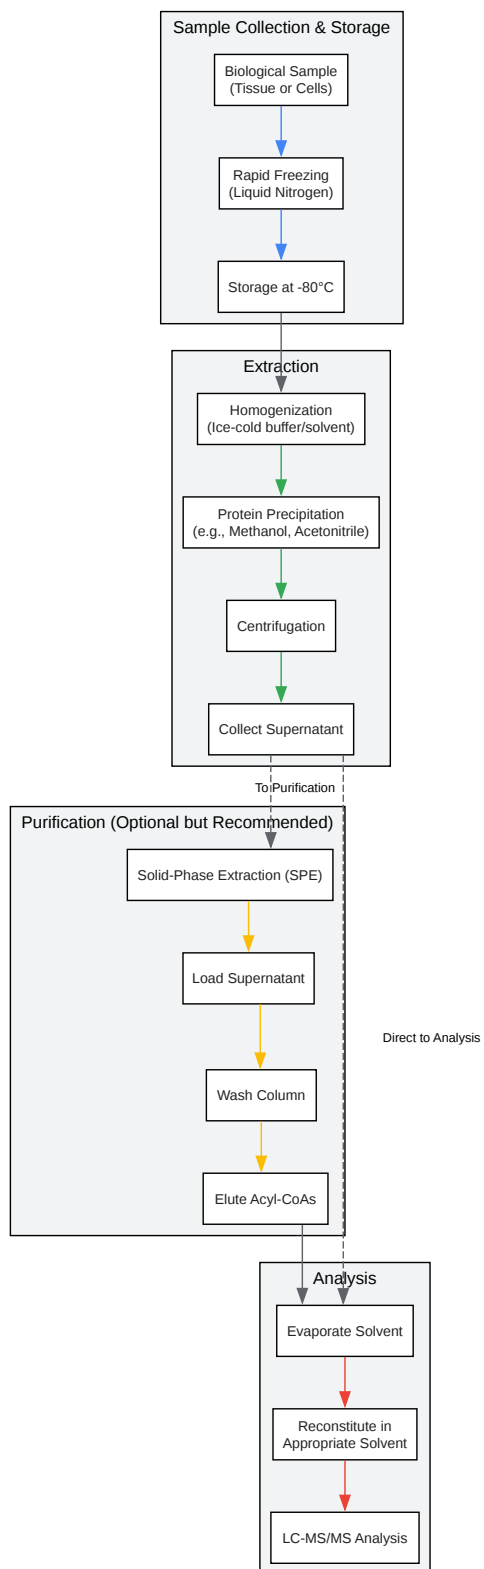 Sample Collection & Storage
Biological Sample
(Tissue or Cells)
Rapid Freezing
(Liquid Nitrogen)
Storage at -80°C
Extraction
Homogenization
(Ice-cold buffer/solvent)
Protein Precipitation
(e.g., Methanol, Acetonitrile)
Centrifugation
Collect Supernatant
To Purification
Purification (Optional but Recommended)
Solid-Phase Extraction (SPE)
Load Supernatant
Direct to Analysis
Wash Column
Elute Acyl-CoAs
Analysis
Evaporate Solvent
Reconstitute in
Appropriate Solvent
LC-MS/MS Analysis